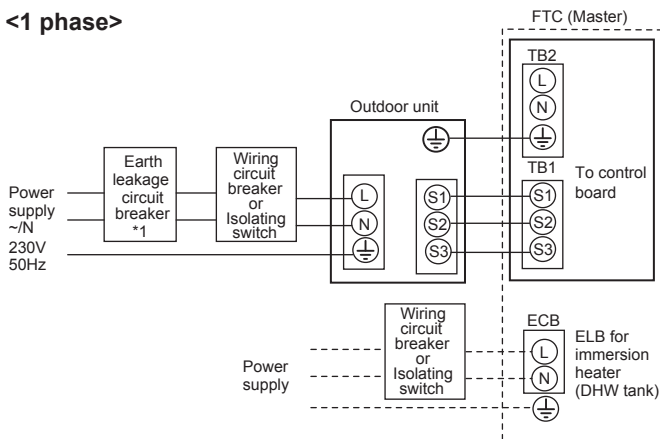 <1 phase>
FTC (Master)
TB2
L
N
Outdoor unit
Earth
leakage
circuit
breaker
*1
Wiring
circuit
breaker
or
Isolating
switch
Power
supply
~/N
230V
50Hz
L
N
S1
S2
S3
TB1
S1
S2
S3
To control
board
Power
supply
Wiring
circuit
breaker
or
Isolating
switch
ECB
L
N
ELB for
immersion
heater
(DHW tank)